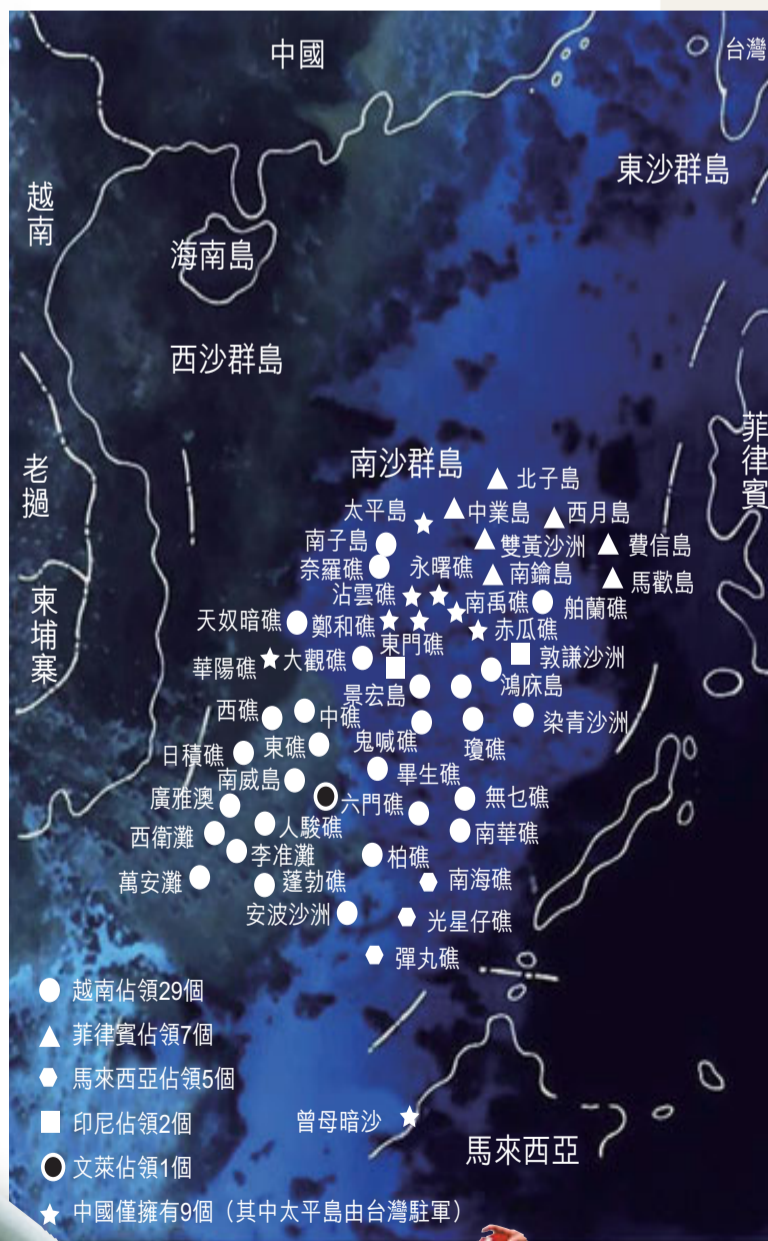 中國
台灣
東沙群島
越南
海南島
西沙群島
菲律賓
老撾
南沙群島
北子島
太平島
中業島
西月島
南子島
雙黃沙洲
費信島
奈羅礁
永曙礁
南鑰島
馬歡島
沾雲礁
南禹礁
舶蘭礁
柬埔寨
天奴暗礁
鄭和礁
東門礁
赤瓜礁
華陽礁
大觀礁
敦謙沙洲
景宏島
鴻庥島
西礁
中礁
染青沙洲
日積礁
東礁
鬼喊礁
瓊礁
南威島
畢生礁
廣雅澳
六門礁
無乜礁
西衛灘
人駿礁
南華礁
李准灘
柏礁
萬安灘
蓬勃礁
南海礁
安波沙洲
光星仔礁
彈丸礁
越南佔領29個
菲律賓佔領7個
馬來西亞佔領5個
印尼佔領2個
曾母暗沙
馬來西亞
文萊佔領1個
中國僅擁有9個（其中太平島由台灣駐軍）